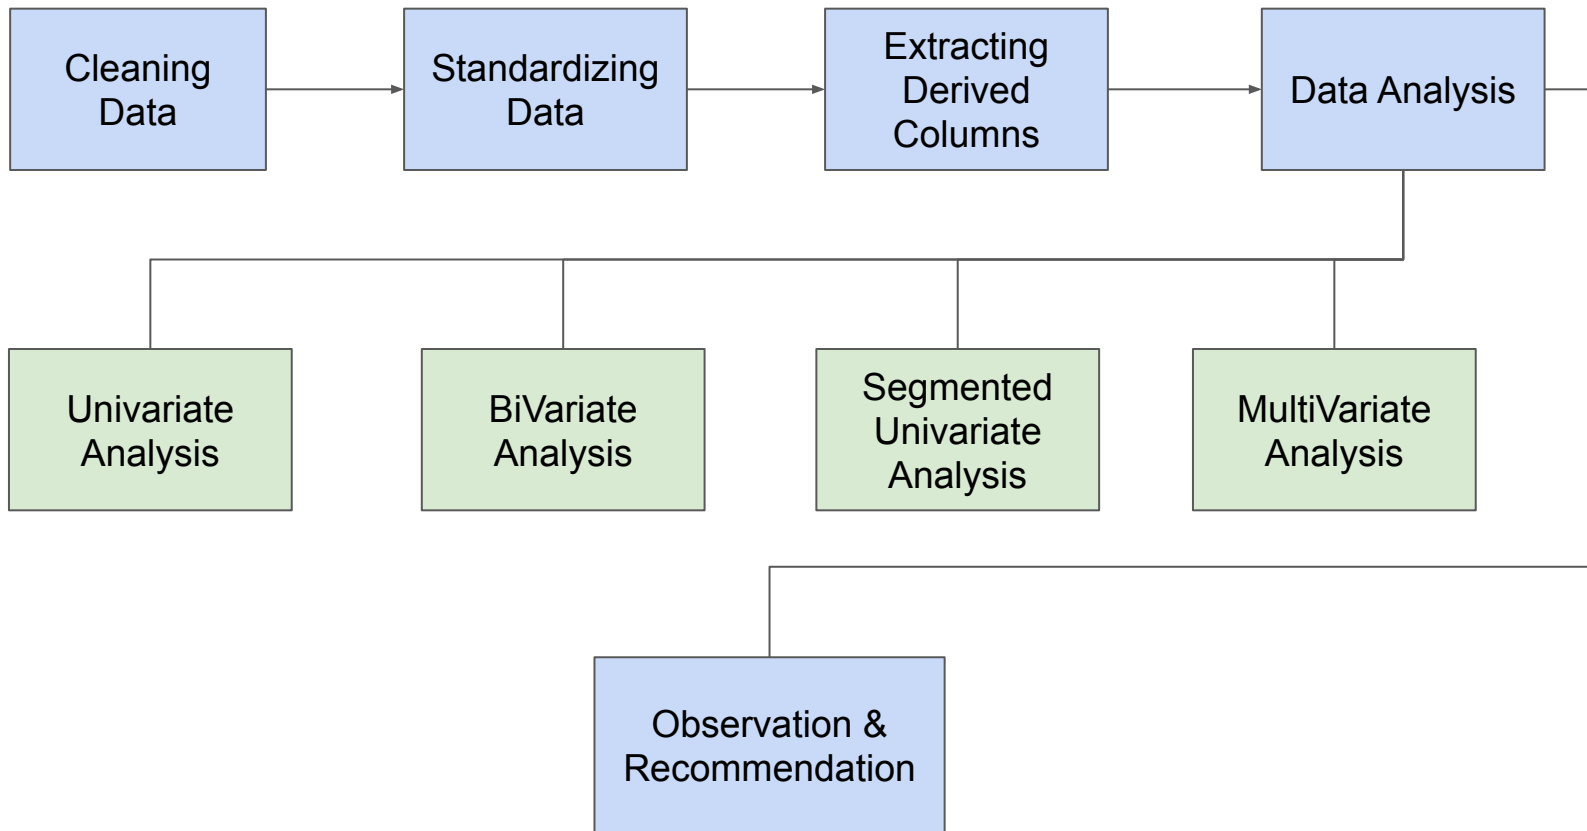 Cleaning
Data
Standardizing
Data
Extracting
Derived
Columns
Data Analysis
Univariate
Analysis
BiVariate
Analysis
Segmented
Univariate
Analysis
MultiVariate
Analysis
Observation &
Recommendation